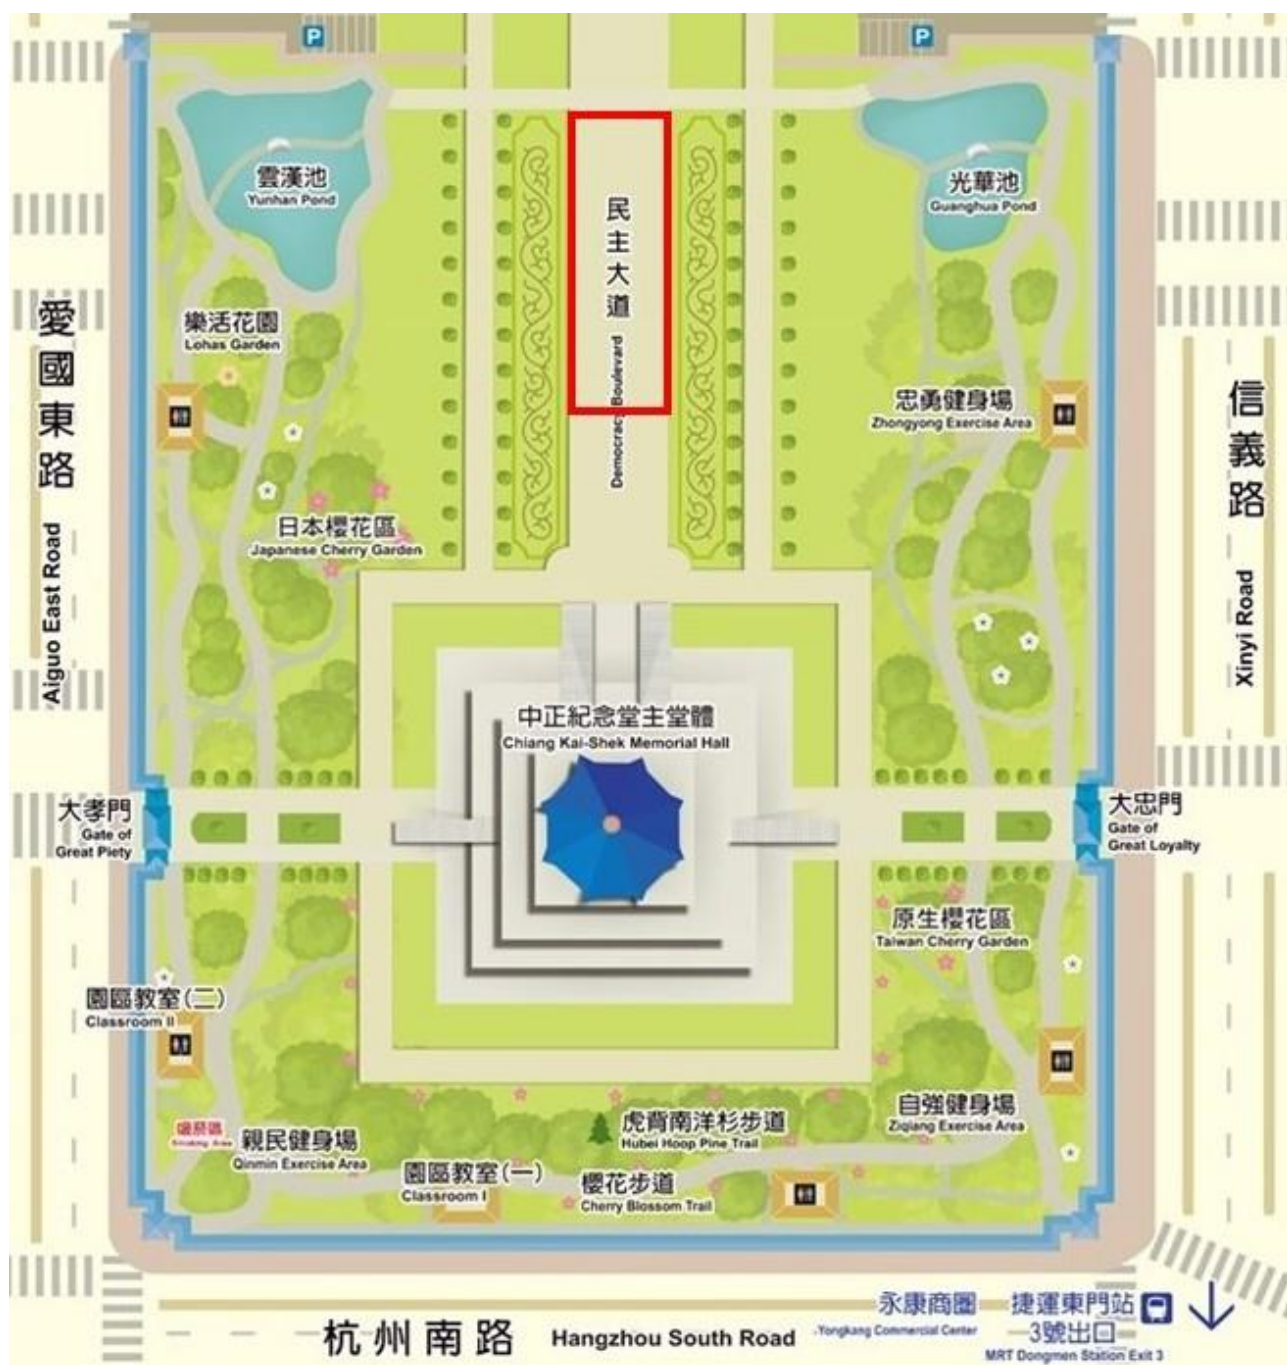 P
P
雲漢池
Yunhan Pond
光華池
Guanghua Pond
民主大道
Democracy Boulevard
樂活花園
Lohas Garden
忠勇健身場
Zhongyong Exercise Area
愛國東路
Aiguo East Road
信義路
Xinyi Road
日本櫻花區
Japanese Cherry Garden
中正紀念堂主堂體
Chiang Kai-Shek Memorial Hall
大孝門
Gate of
Great Piety
大忠門
Gate of
Great Loyalty
原生櫻花區
Taiwan Cherry Garden
園區教室(二)
Classroom II
自強健身場
Ziqiang Exercise Area
吸菸區
Smoking Area
親民健身場
Qinmin Exercise Area
虎背南洋杉步道
Hubei Hoop Pine Trail
園區教室(一)
Classroom I
櫻花步道
Cherry Blossom Trail
永康商圈
Yongkang Commercial Center
捷運東門站
3號出口
MRT Dongmen Station Exit 3
杭州南路
Hangzhou South Road